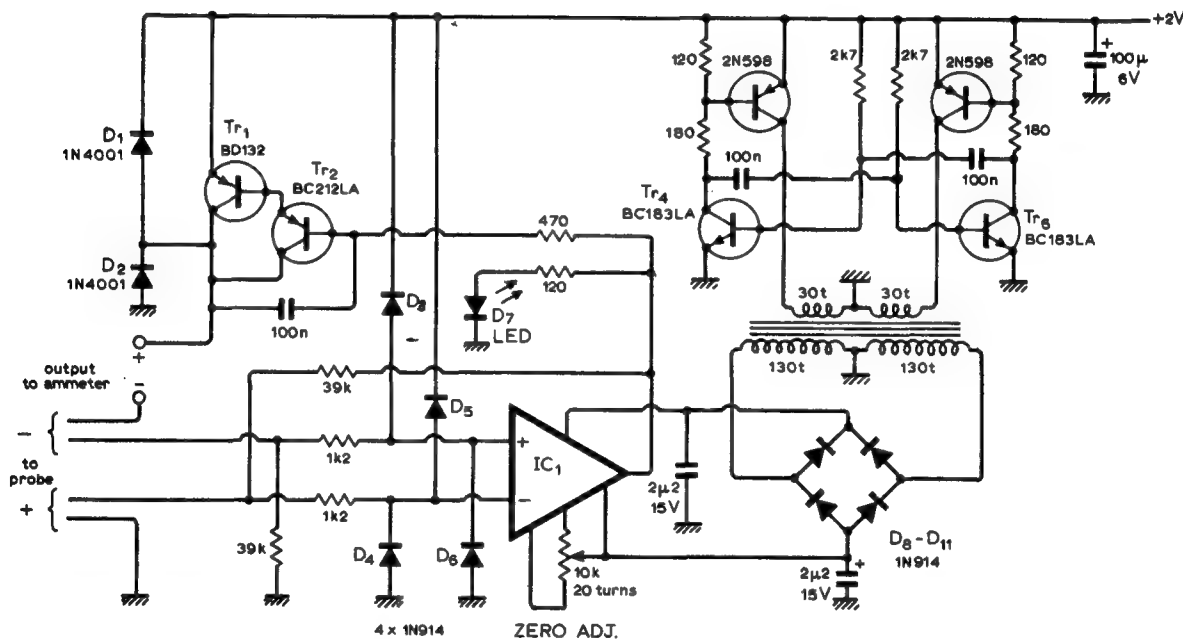 +2V
120
2N598
2k7
2k7
2N598
120
+
100µ
6V
180
180
D1
1N4001
Tr1
BD132
Tr2
BC212LA
100n
100n
Tr4
BC183LA
Tr6
BC183LA
470
D2
1N4001
120
D3
D7
LED
100n
30t
30t
+
output
to ammeter
−
130t
130t
39k
D5
−
1k2
+
IC1
to
probe
−
+
1k2
2µ2
15V
39k
D4
D6
10k
20 turns
D8 – D11
1N914
+
2µ2
15V
4 x 1N914
ZERO ADJ.